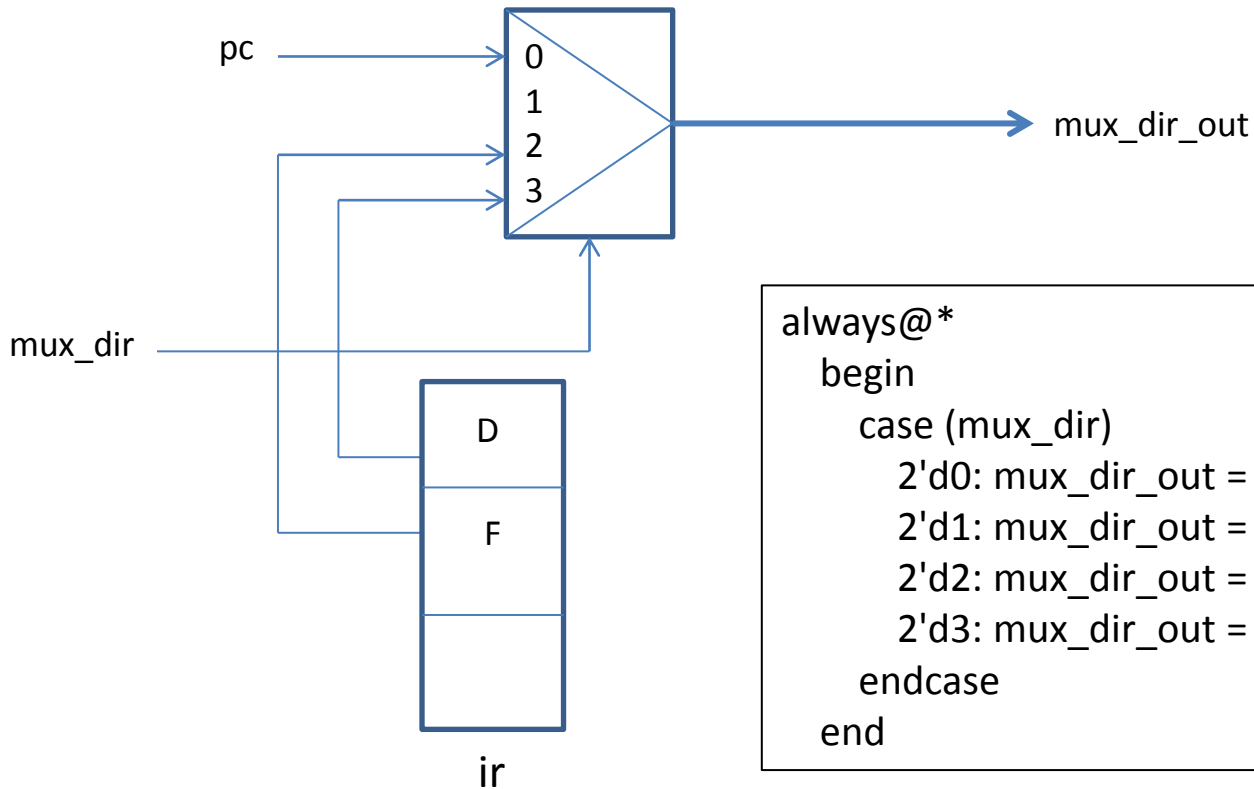 pc
0
1
2
3
mux_dir_out
mux_dir
D
F
ir
always@*
begin
case (mux_dir)
2'd0: mux_dir_out =
2'd1: mux_dir_out =
2'd2: mux_dir_out =
2'd3: mux_dir_out =
endcase
end